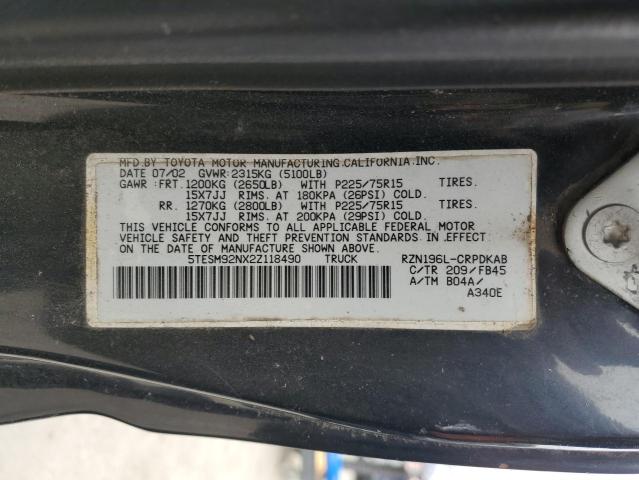 MFD.BY TOYOTA MOTOR MANUFACTURING.CALIFORNIA.INC.
DATE 07/02 GVWR:2315KG (5100LB)
GAWR :FRT. 1200KG (2650LB) WITH P225/75R15 TIRES.
15X7JJ RIMS. AT 180KPA (26PSI) COLD.
RR. 1270KG (2800LB) WITH P225/75R15 TIRES.
15X7JJ RIMS. AT 200KPA (29PSI) COLD.
THIS VEHICLE CONFORMS TO ALL APPLICABLE FEDERAL MOTOR
VEHICLE SAFETY AND THEFT PREVENTION STANDARDS IN .EFFECT
ON THE DATE OF MANUFACTURE SHOWN ABOVE.
5TESM92NX2Z118490 TRUCK RZN196L-CRPDKAB
C/TR 209/FB45
A/TM B04A/
A340E